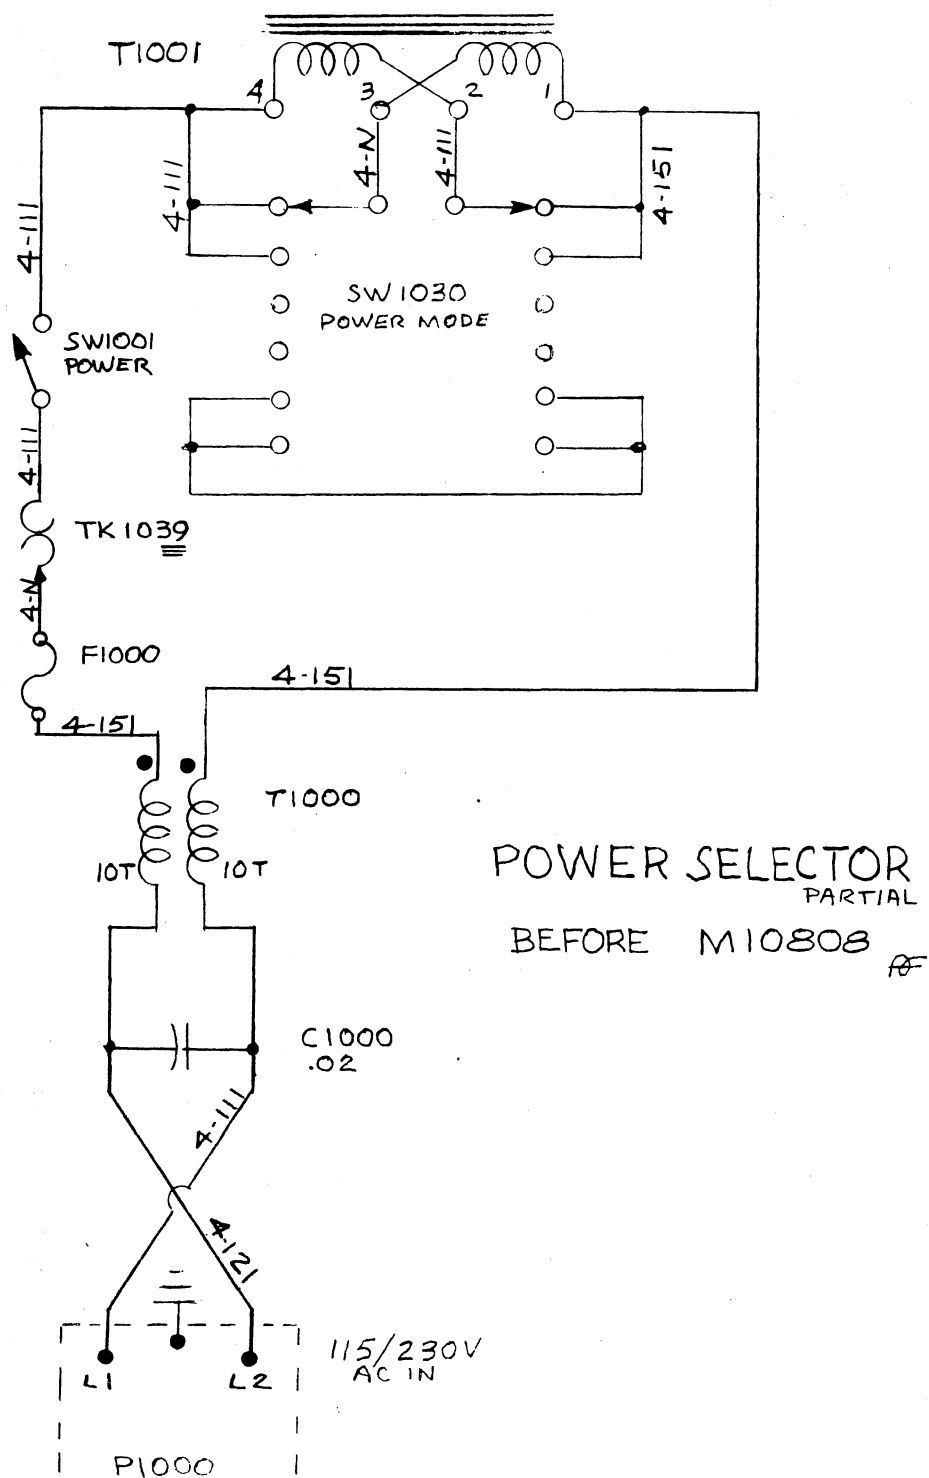 T1001
4
3
2
1
4-N
4-111
4-111
4-151
4-111
SW1030
POWER MODE
SW1001
POWER
4-111
TK1039
4-N
F1000
4-151
4-151
T1000
10T
10T
POWER SELECTOR
PARTIAL
BEFORE M10808
C1000
.02
4-111
4-121
115/230V
AC IN
L1
L2
P1000